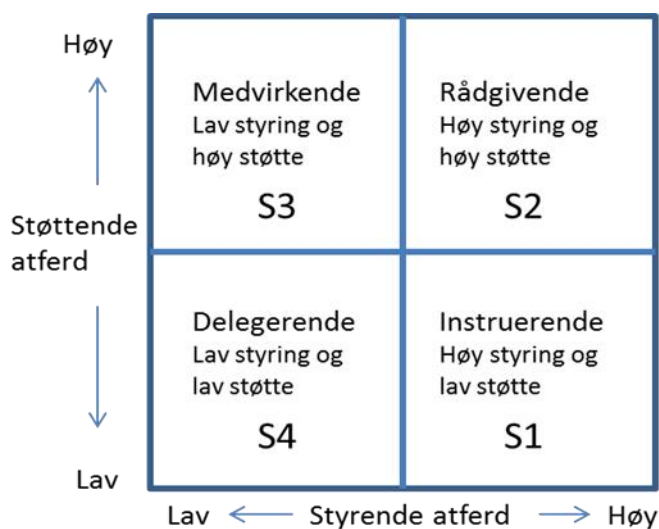 Høy
Medvirkende
Lav styring og
høy støtte
S3
Rådgivende
Høy styring og
høy støtte
S2
Støttende
atferd
Delegerende
Lav styring og
lav støtte
S4
Instruerende
Høy styring og
lav støtte
S1
Lav
Lav Styrende atferd Høy